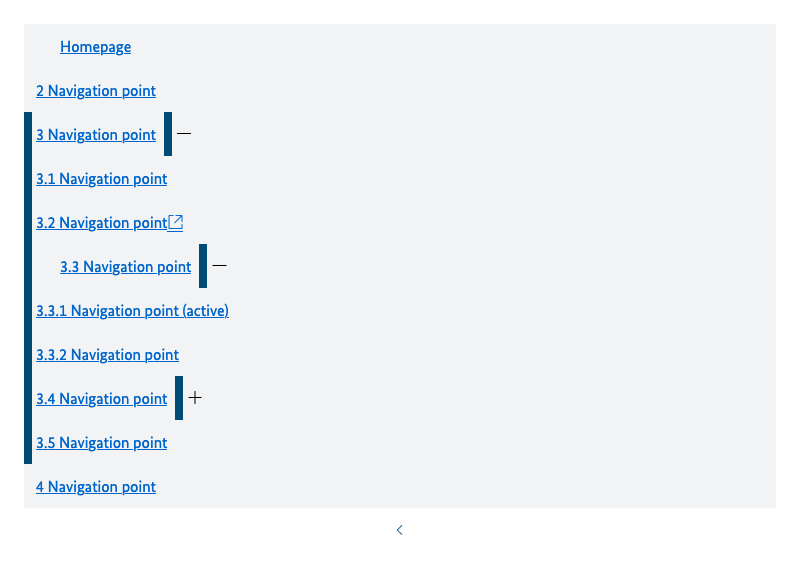 Homepage
2 Navigation point
3 Navigation point
3.1 Navigation point
3.2 Navigation point
3.3 Navigation point
3.3.1 Navigation point (active)
3.3.2 Navigation point
3.4 Navigation point
3.5 Navigation point
4 Navigation point